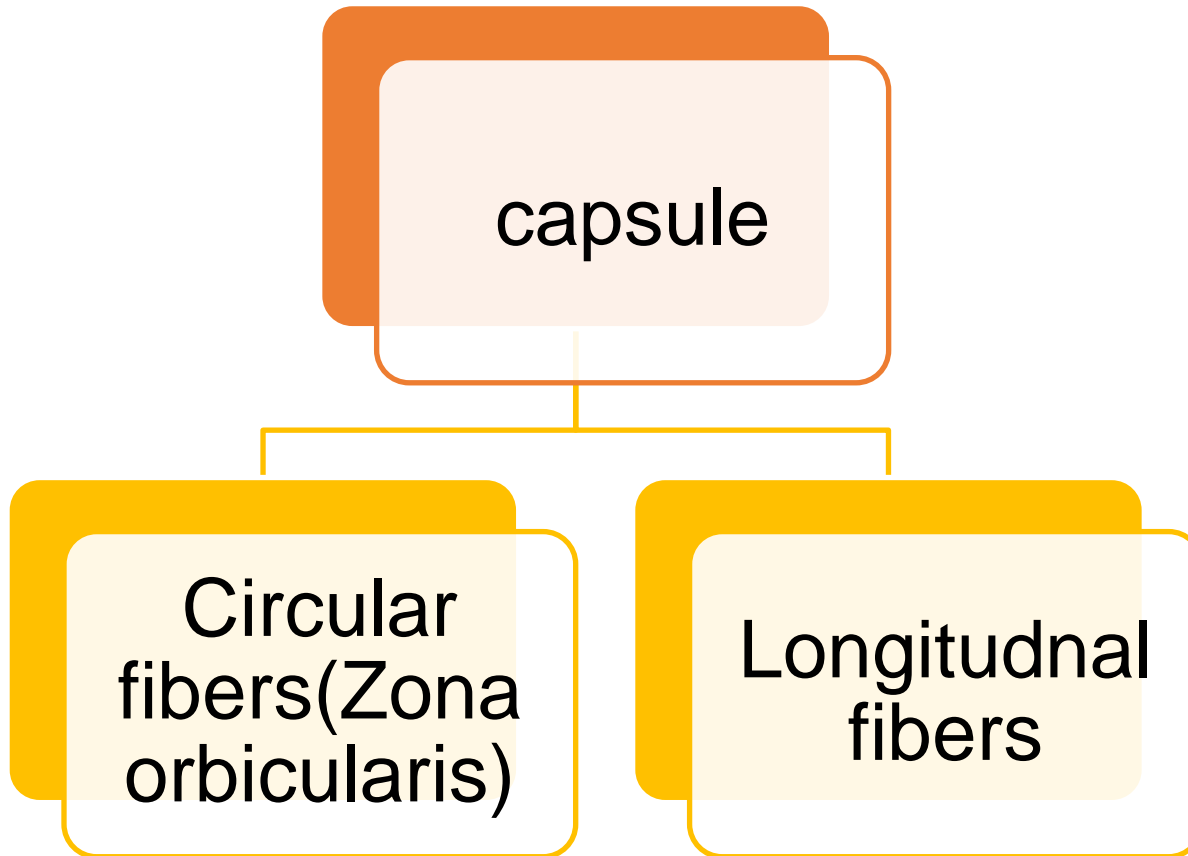 capsule
Circular
fibers(Zona
orbicularis)
Longitudnal
fibers